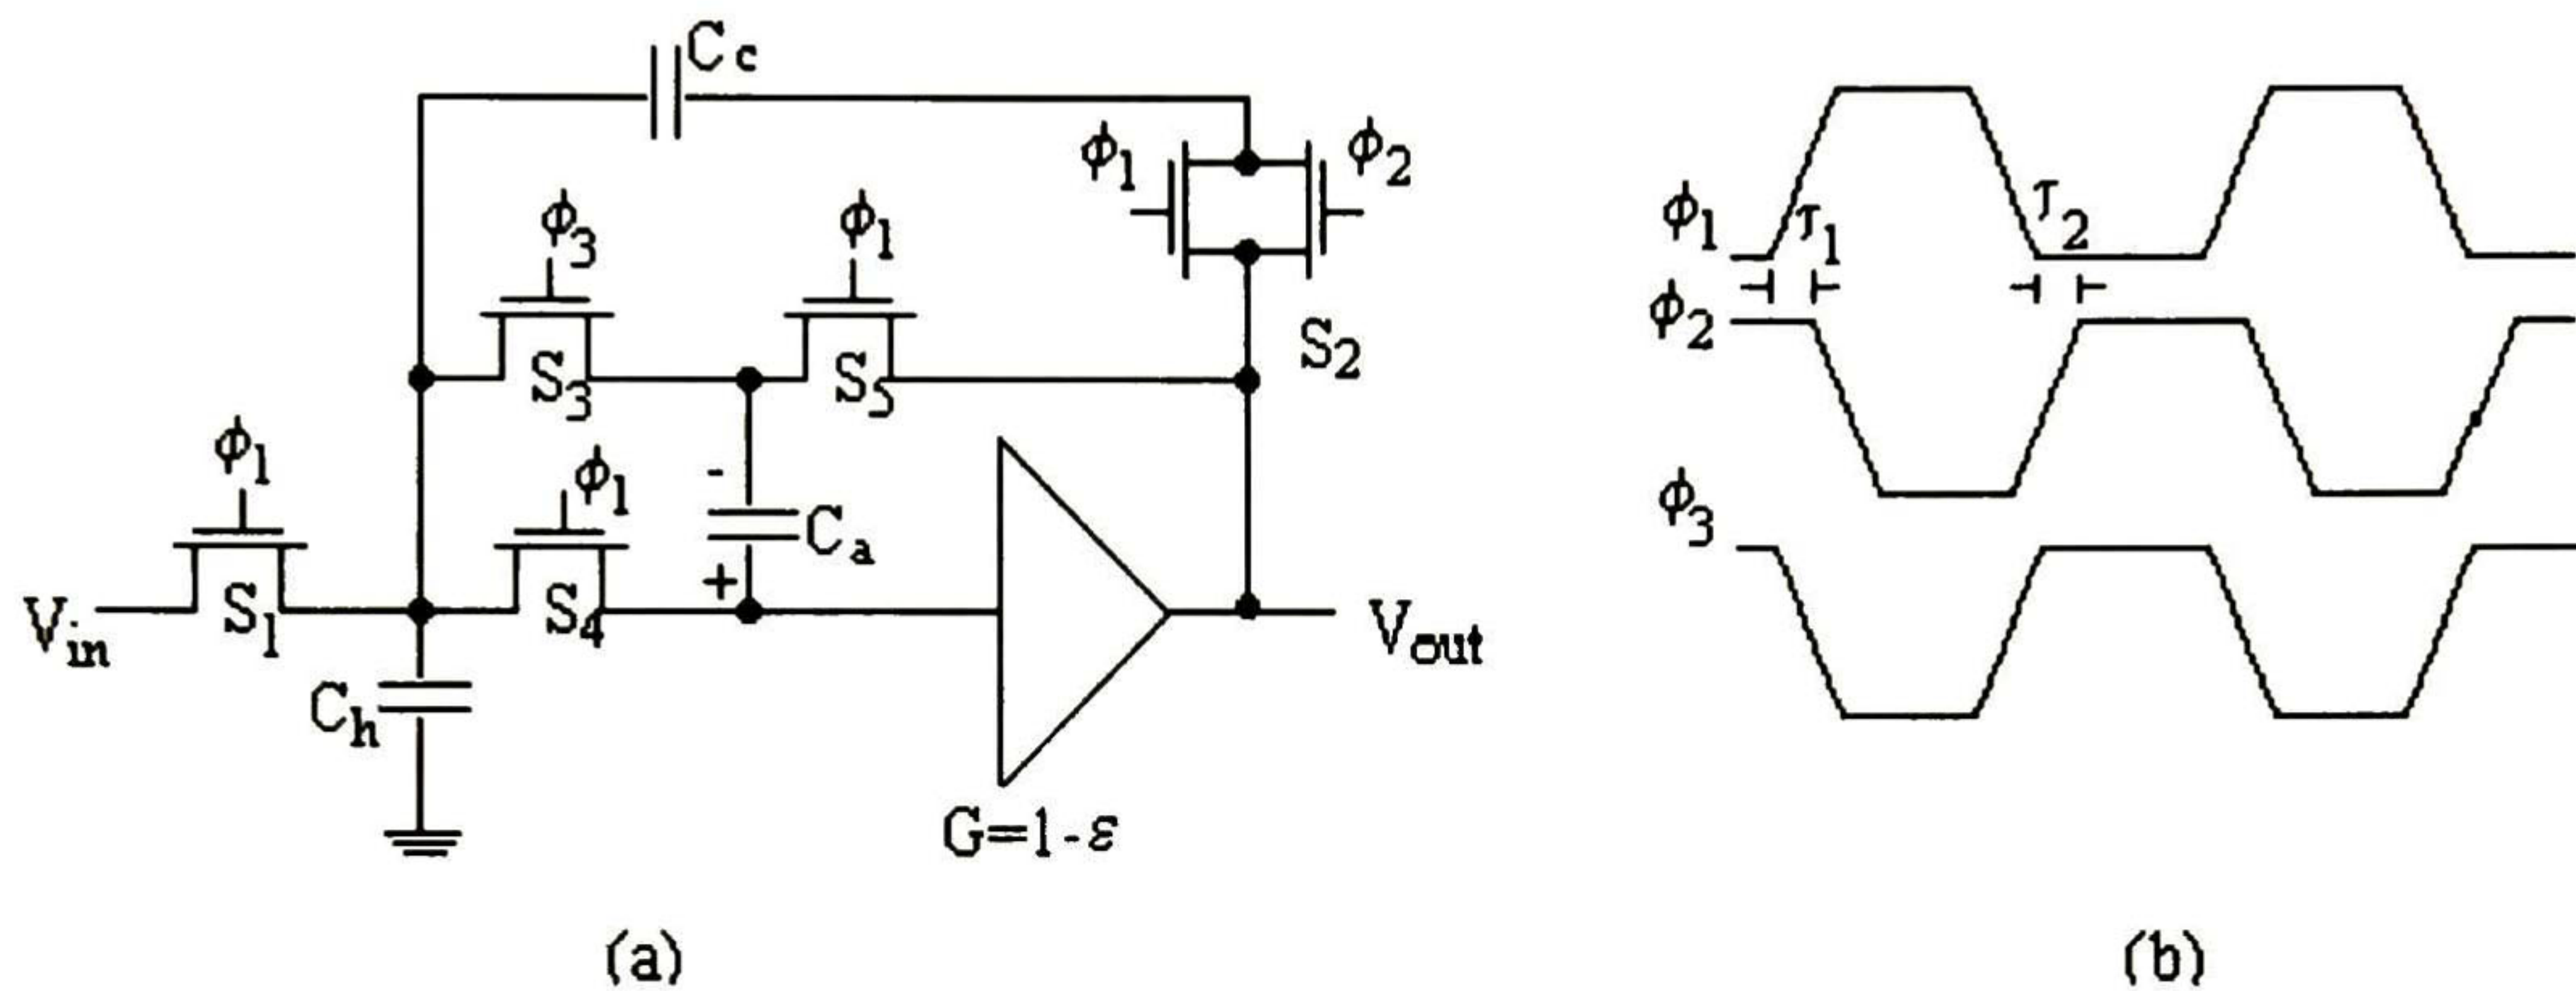 Cc
ϕ1 ϕ2
ϕ3 ϕ1
S2
S3 S5
ϕ1 ϕ1
- Ca
+
Vin S1 S4 Vout
Ch
G=1-ε
(a)
ϕ1 τ1 τ2
ϕ2
ϕ3
(b)